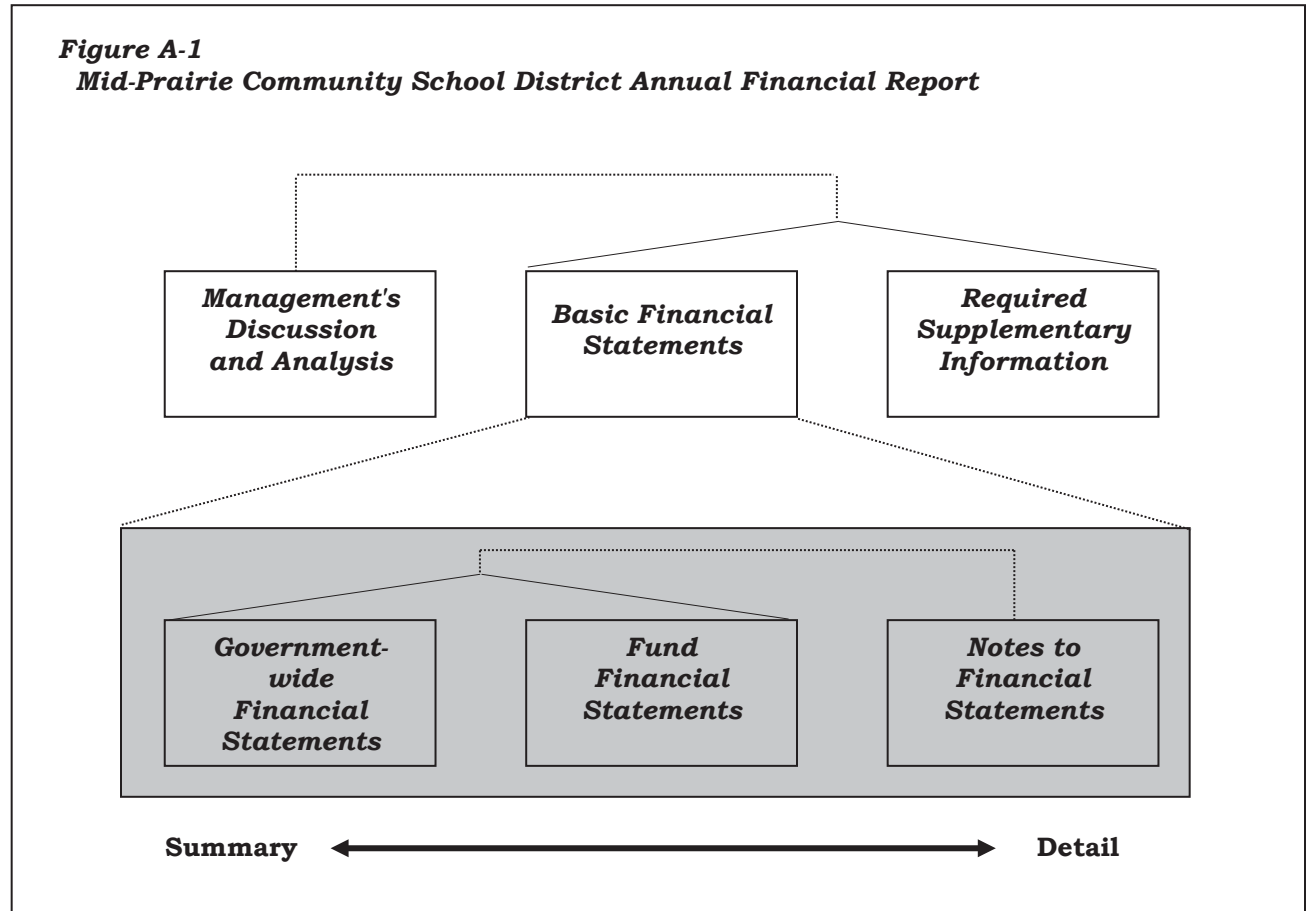 Figure A-1
Mid-Prairie Community School District Annual Financial Report
Management's
Discussion
and Analysis
Basic Financial
Statements
Required
Supplementary
Information
Government-
wide
Financial
Statements
Fund
Financial
Statements
Notes to
Financial
Statements
Summary
Detail